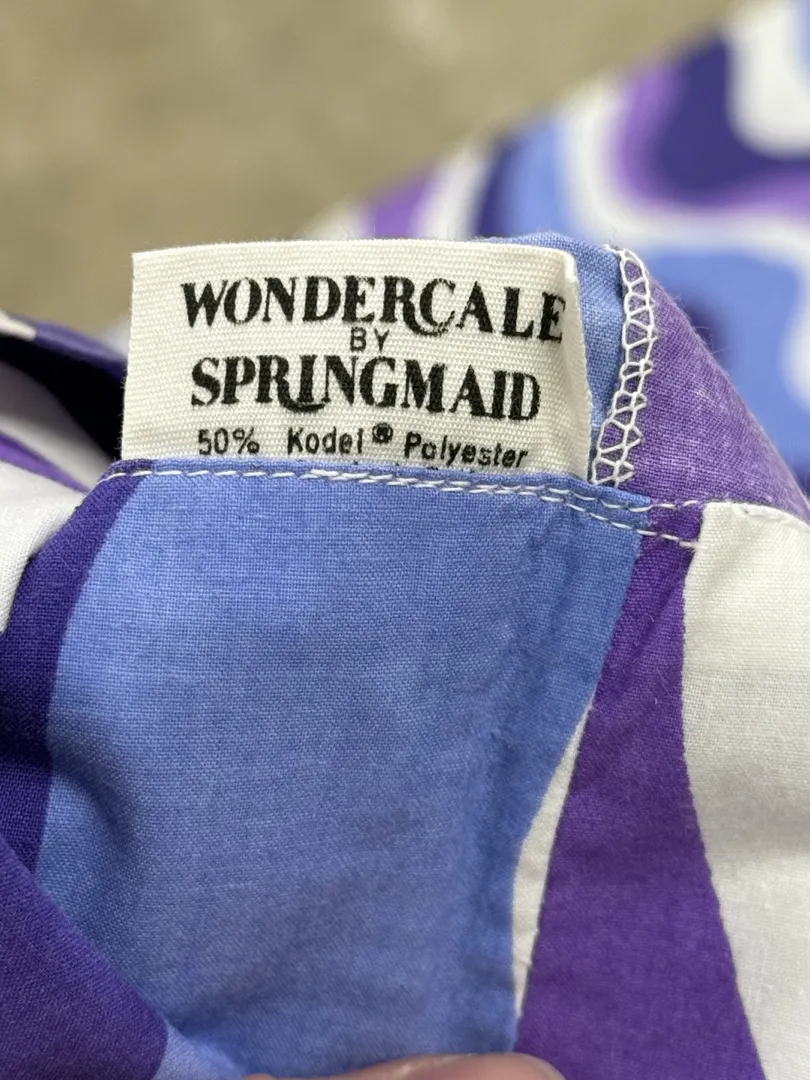 WONDERCALE
BY
SPRINGMAID
50% Kodel® Polyester